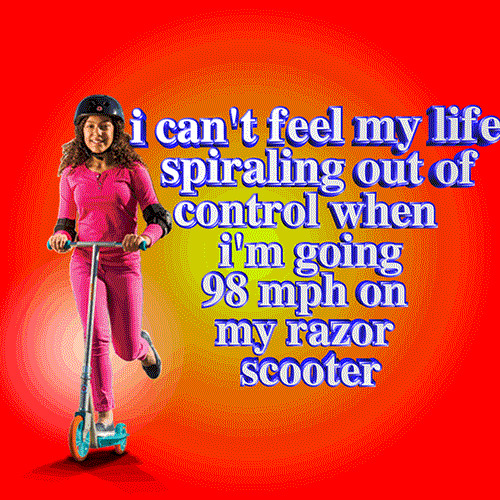 i can't feel my life
spiraling out of
control when
i'm going
98 mph on
my razor
scooter